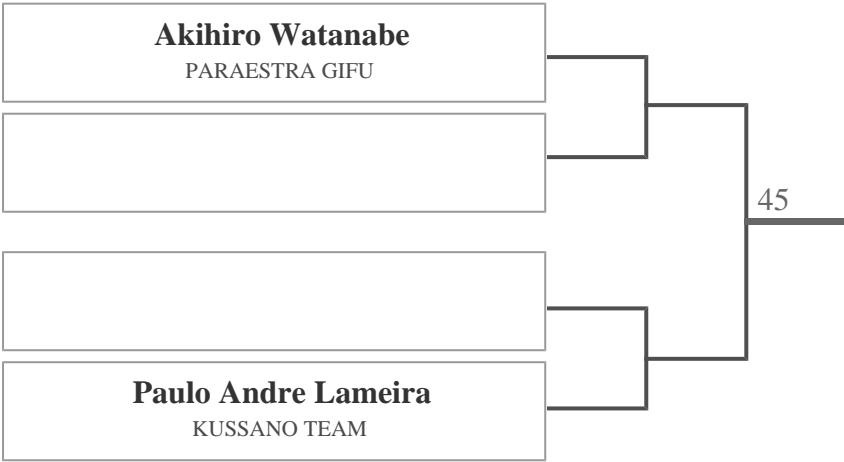 Akihiro Watanabe
PARAESTRA GIFU
45
Paulo Andre Lameira
KUSSANO TEAM